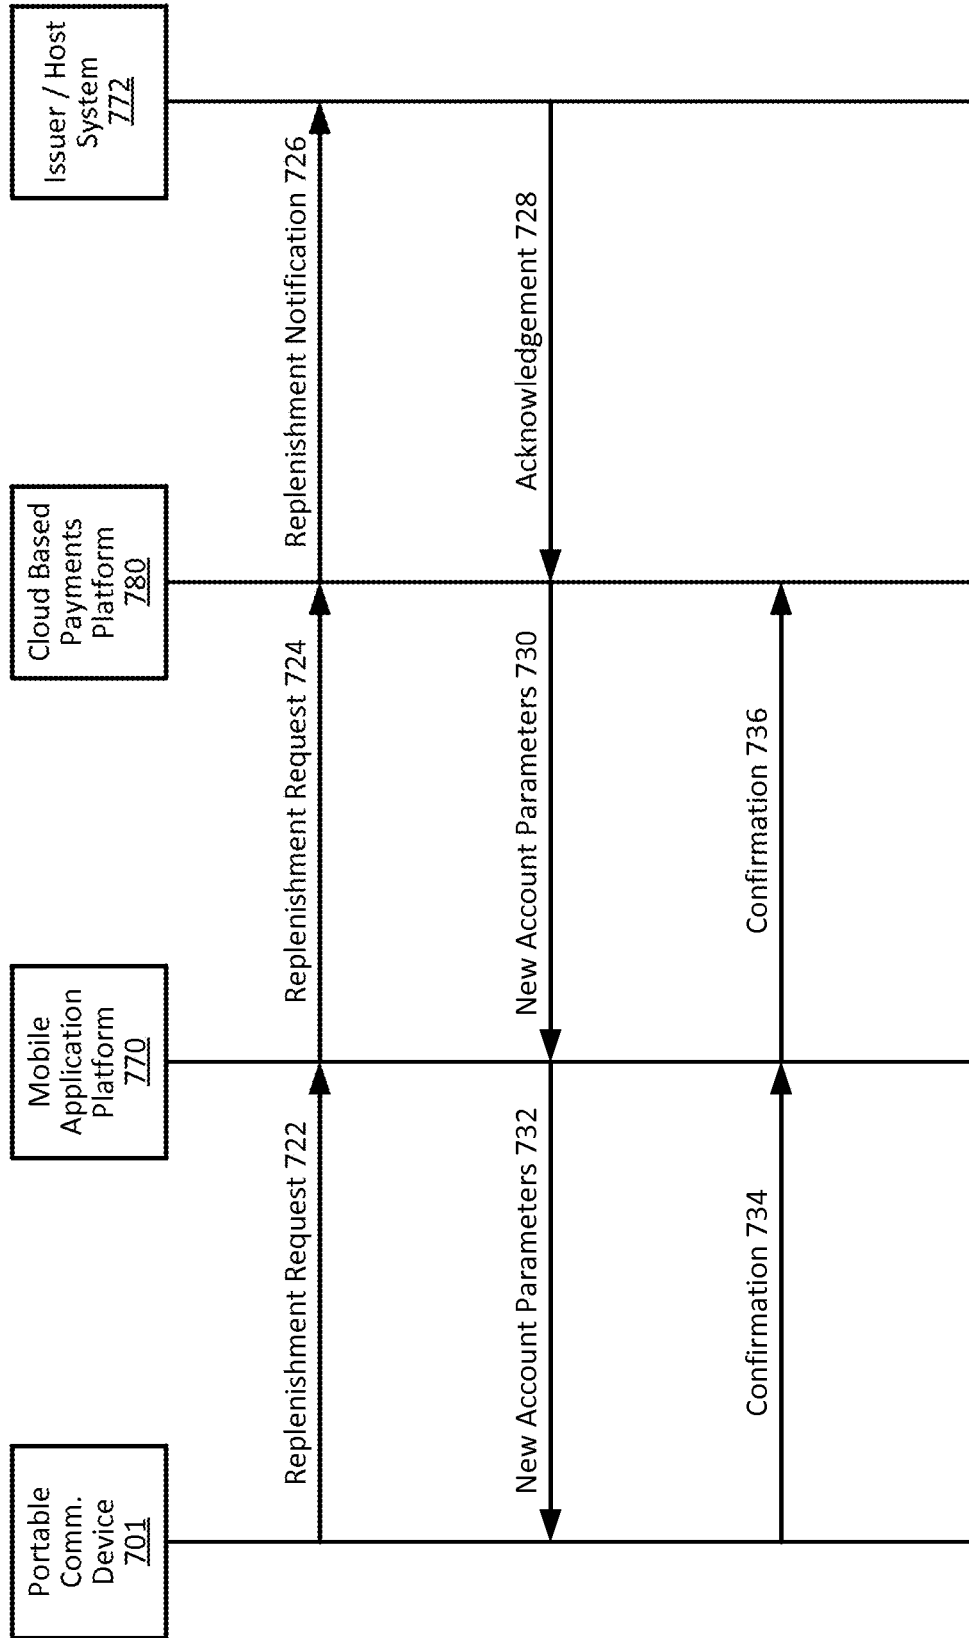 Portable
Comm.
Device
701
Mobile
Application
Platform
770
Cloud Based
Payments
Platform
780
Issuer / Host
System
772
Replenishment Request 722
Replenishment Request 724
Replenishment Notification 726
New Account Parameters 732
New Account Parameters 730
Acknowledgement 728
Confirmation 734
Confirmation 736